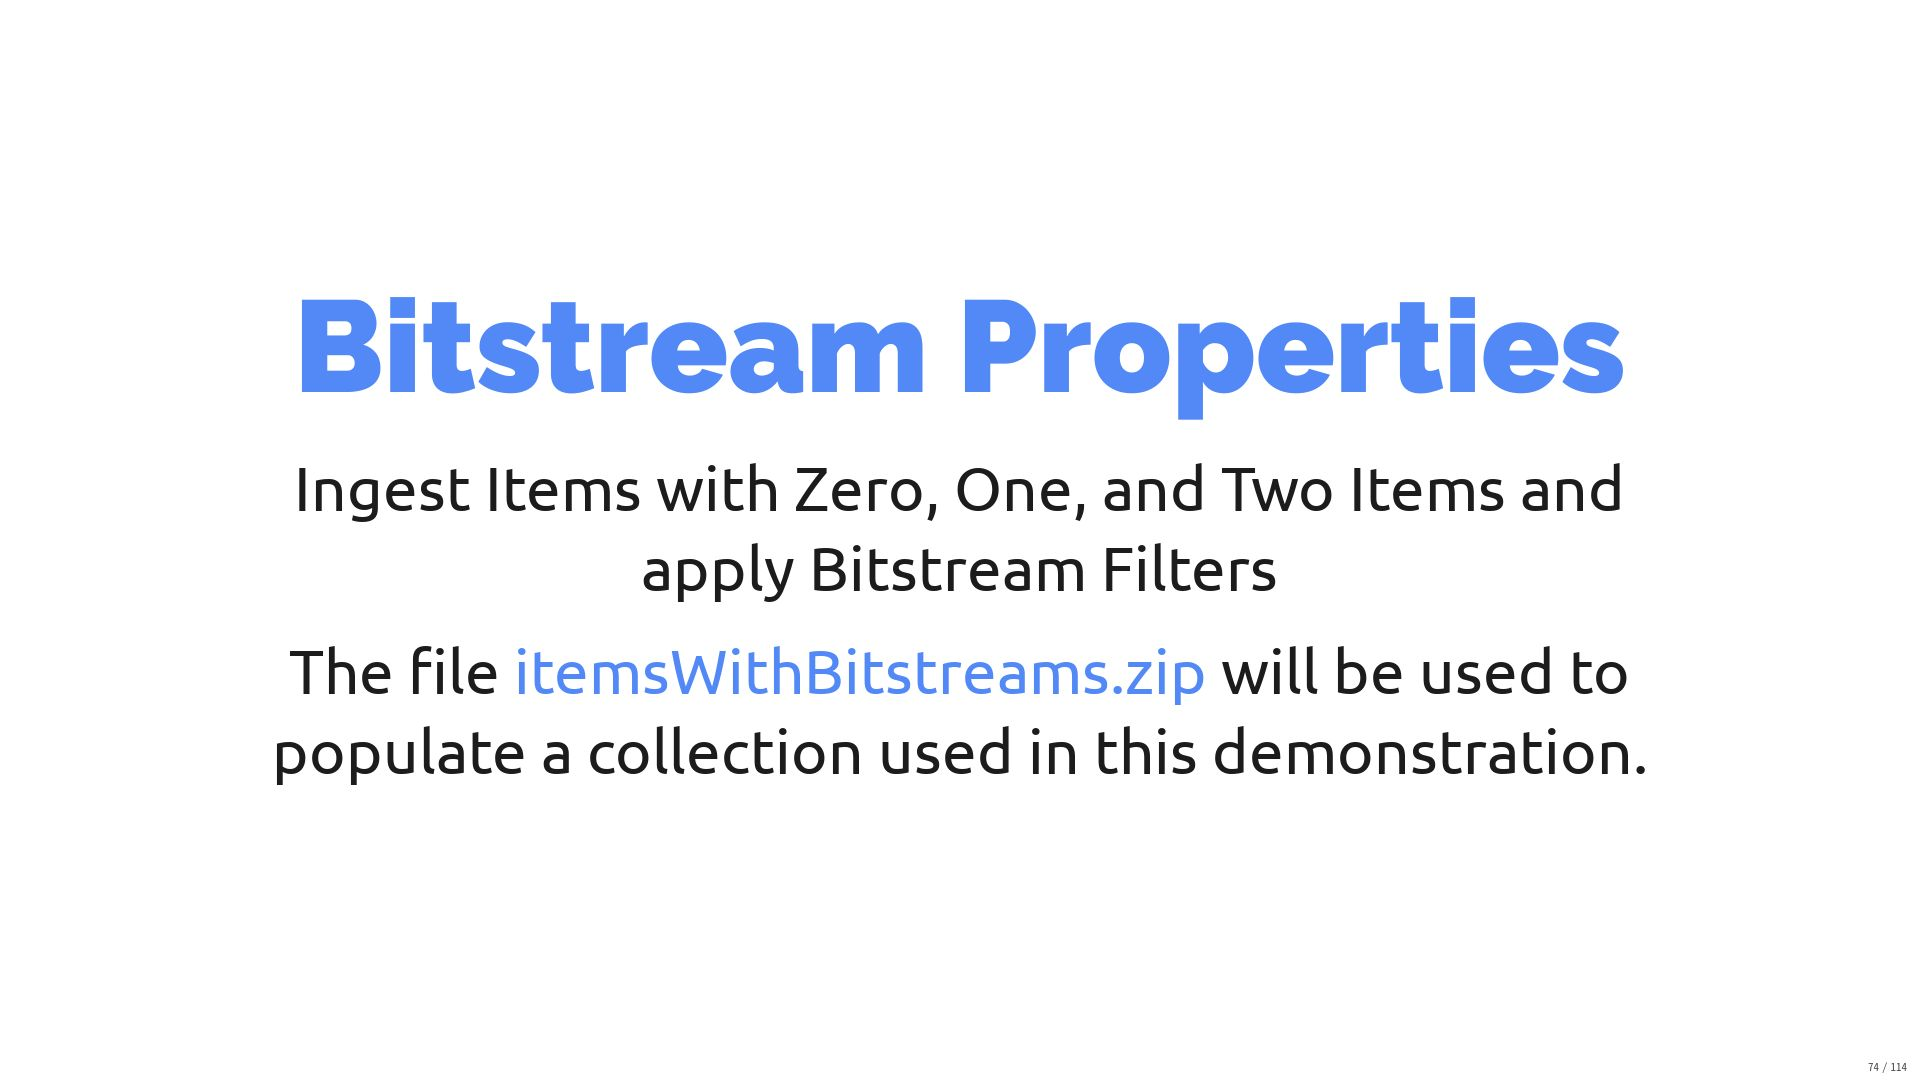 Bitstream Properties
Ingest Items with Zero, One, and Two Items and
apply Bitstream Filters
The file itemsWithBitstreams.zip will be used to
populate a collection used in this demonstration.
74 / 114